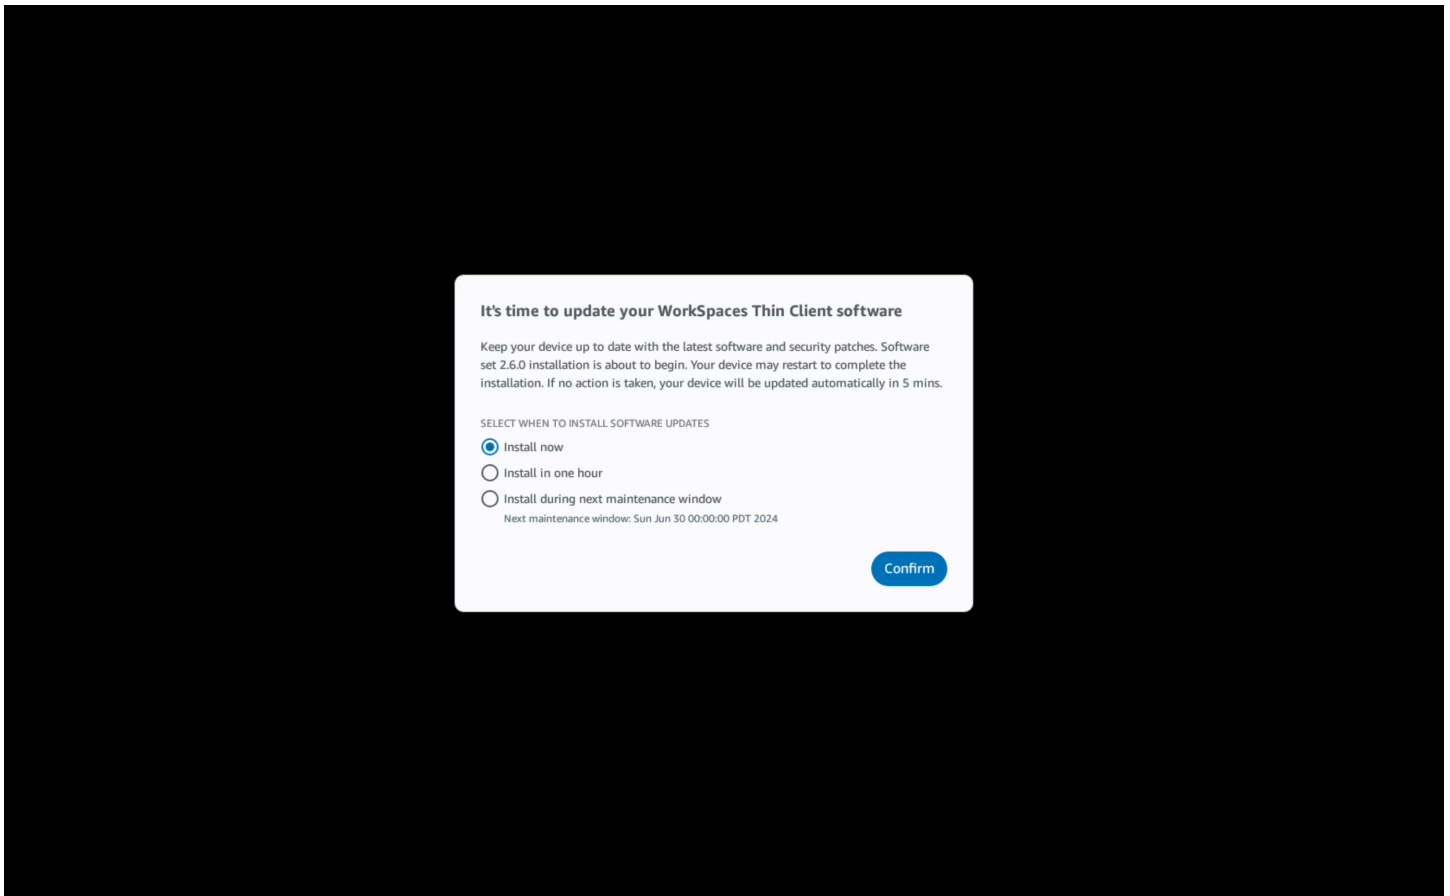 It's time to update your WorkSpaces Thin Client software
Keep your device up to date with the latest software and security patches. Software
set 2.6.0 installation is about to begin. Your device may restart to complete the
installation. If no action is taken, your device will be updated automatically in 5 mins.
SELECT WHEN TO INSTALL SOFTWARE UPDATES
Install now
Install in one hour
Install during next maintenance window
Next maintenance window: Sun Jun 30 00:00:00 PDT 2024
Confirm